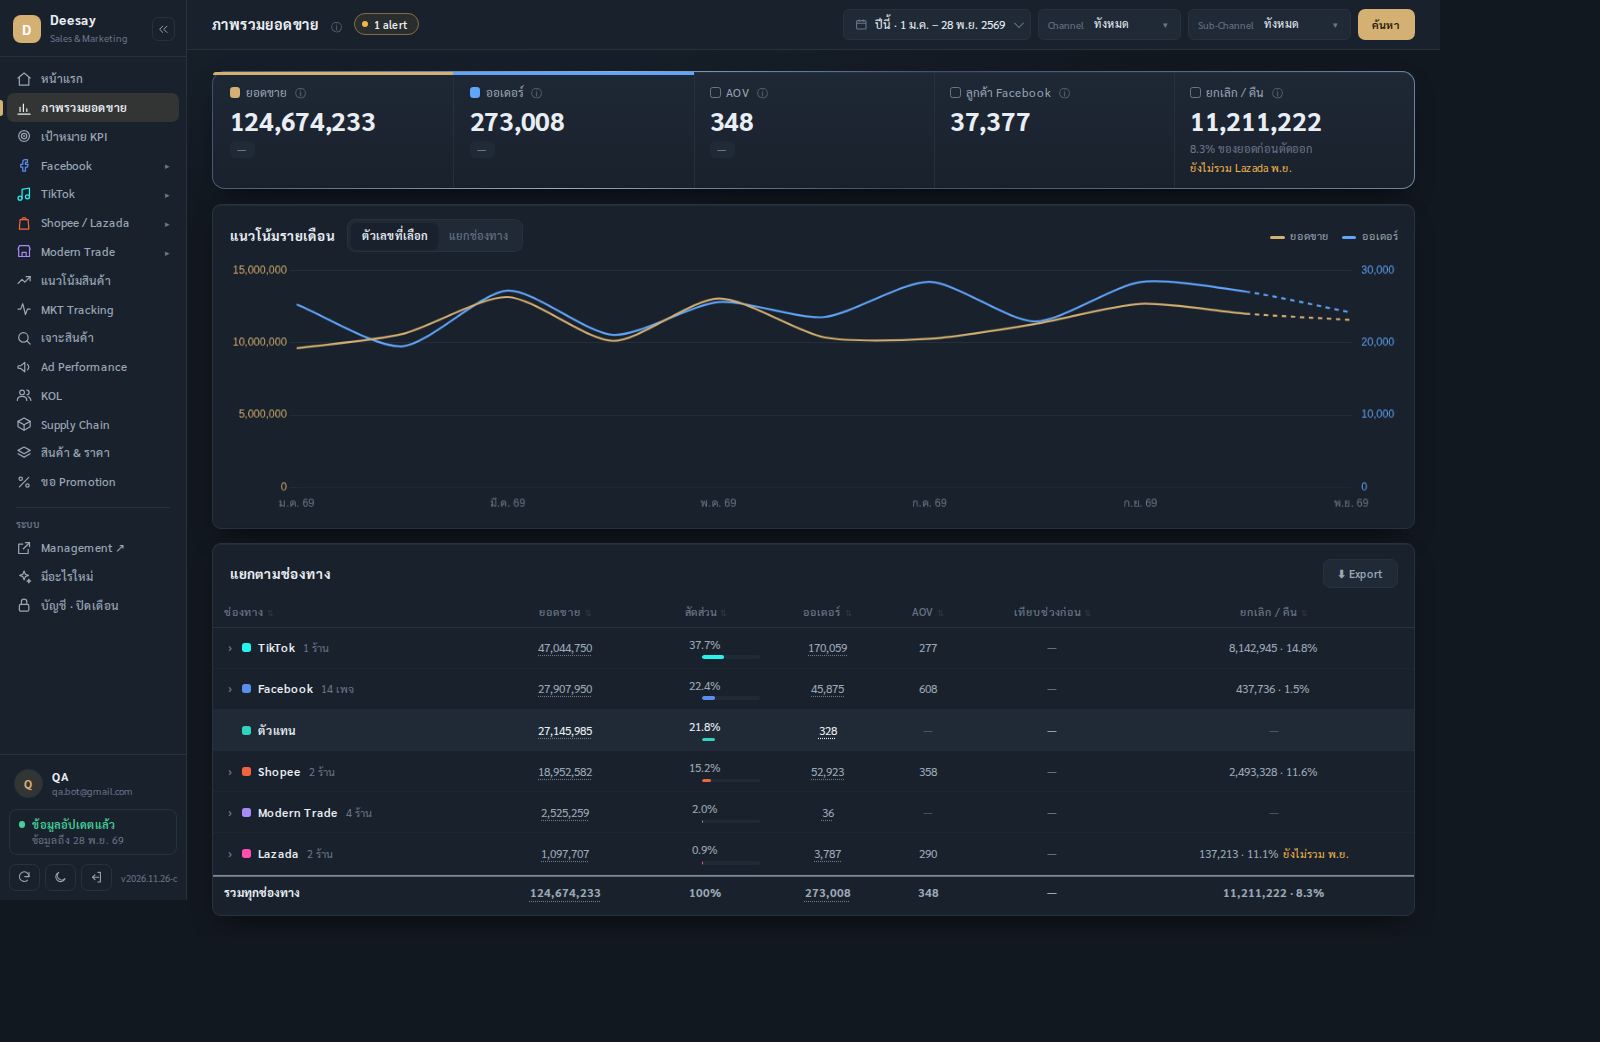 D
Deesay
Sales & Marketing
หน้าแรก
ภาพรวมยอดขาย
เป้าหมาย KPI
Facebook
TikTok
Shopee / Lazada
Modern Trade
แนวโน้มสินค้า
MKT Tracking
เจาะสินค้า
Ad Performance
KOL
Supply Chain
สินค้า & ราคา
ขอ Promotion
ระบบ
Management ↗
มีอะไรใหม่
บัญชี · ปิดเดือน
Q
QA
qa.bot@gmail.com
ข้อมูลอัปเดตแล้ว
ข้อมูลถึง 28 พ.ย. 69
v2026.11.26-c
ภาพรวมยอดขาย ⓘ 1 alert
ปีนี้ · 1 ม.ค. – 28 พ.ย. 2569
Channel ทั้งหมด
Sub-Channel ทั้งหมด
ค้นหา
ยอดขาย ⓘ
124,674,233
—
ออเดอร์ ⓘ
273,008
—
AOV ⓘ
348
—
ลูกค้า Facebook ⓘ
37,377
ยกเลิก / คืน ⓘ
11,211,222
8.3% ของยอดก่อนตัดออก
ยังไม่รวม Lazada พ.ย.
แนวโน้มรายเดือน ตัวเลขที่เลือก แยกช่องทาง
ยอดขาย ออเดอร์
15,000,000 30,000
10,000,000 20,000
5,000,000 10,000
0 0
ม.ค. 69 มี.ค. 69 พ.ค. 69 ก.ค. 69 ก.ย. 69 พ.ย. 69
แยกตามช่องทาง
⬇ Export
ช่องทาง ยอดขาย สัดส่วน ออเดอร์ AOV เทียบช่วงก่อน ยกเลิก / คืน
› TikTok 1 ร้าน 47,044,750 37.7% 170,059 277 — 8,142,945 · 14.8%
› Facebook 14 เพจ 27,907,950 22.4% 45,875 608 — 437,736 · 1.5%
ตัวแทน 27,145,985 21.8% 328 — — —
› Shopee 2 ร้าน 18,952,582 15.2% 52,923 358 — 2,493,328 · 11.6%
› Modern Trade 4 ร้าน 2,525,259 2.0% 36 — — —
› Lazada 2 ร้าน 1,097,707 0.9% 3,787 290 — 137,213 · 11.1% ยังไม่รวม พ.ย.
รวมทุกช่องทาง 124,674,233 100% 273,008 348 — 11,211,222 · 8.3%